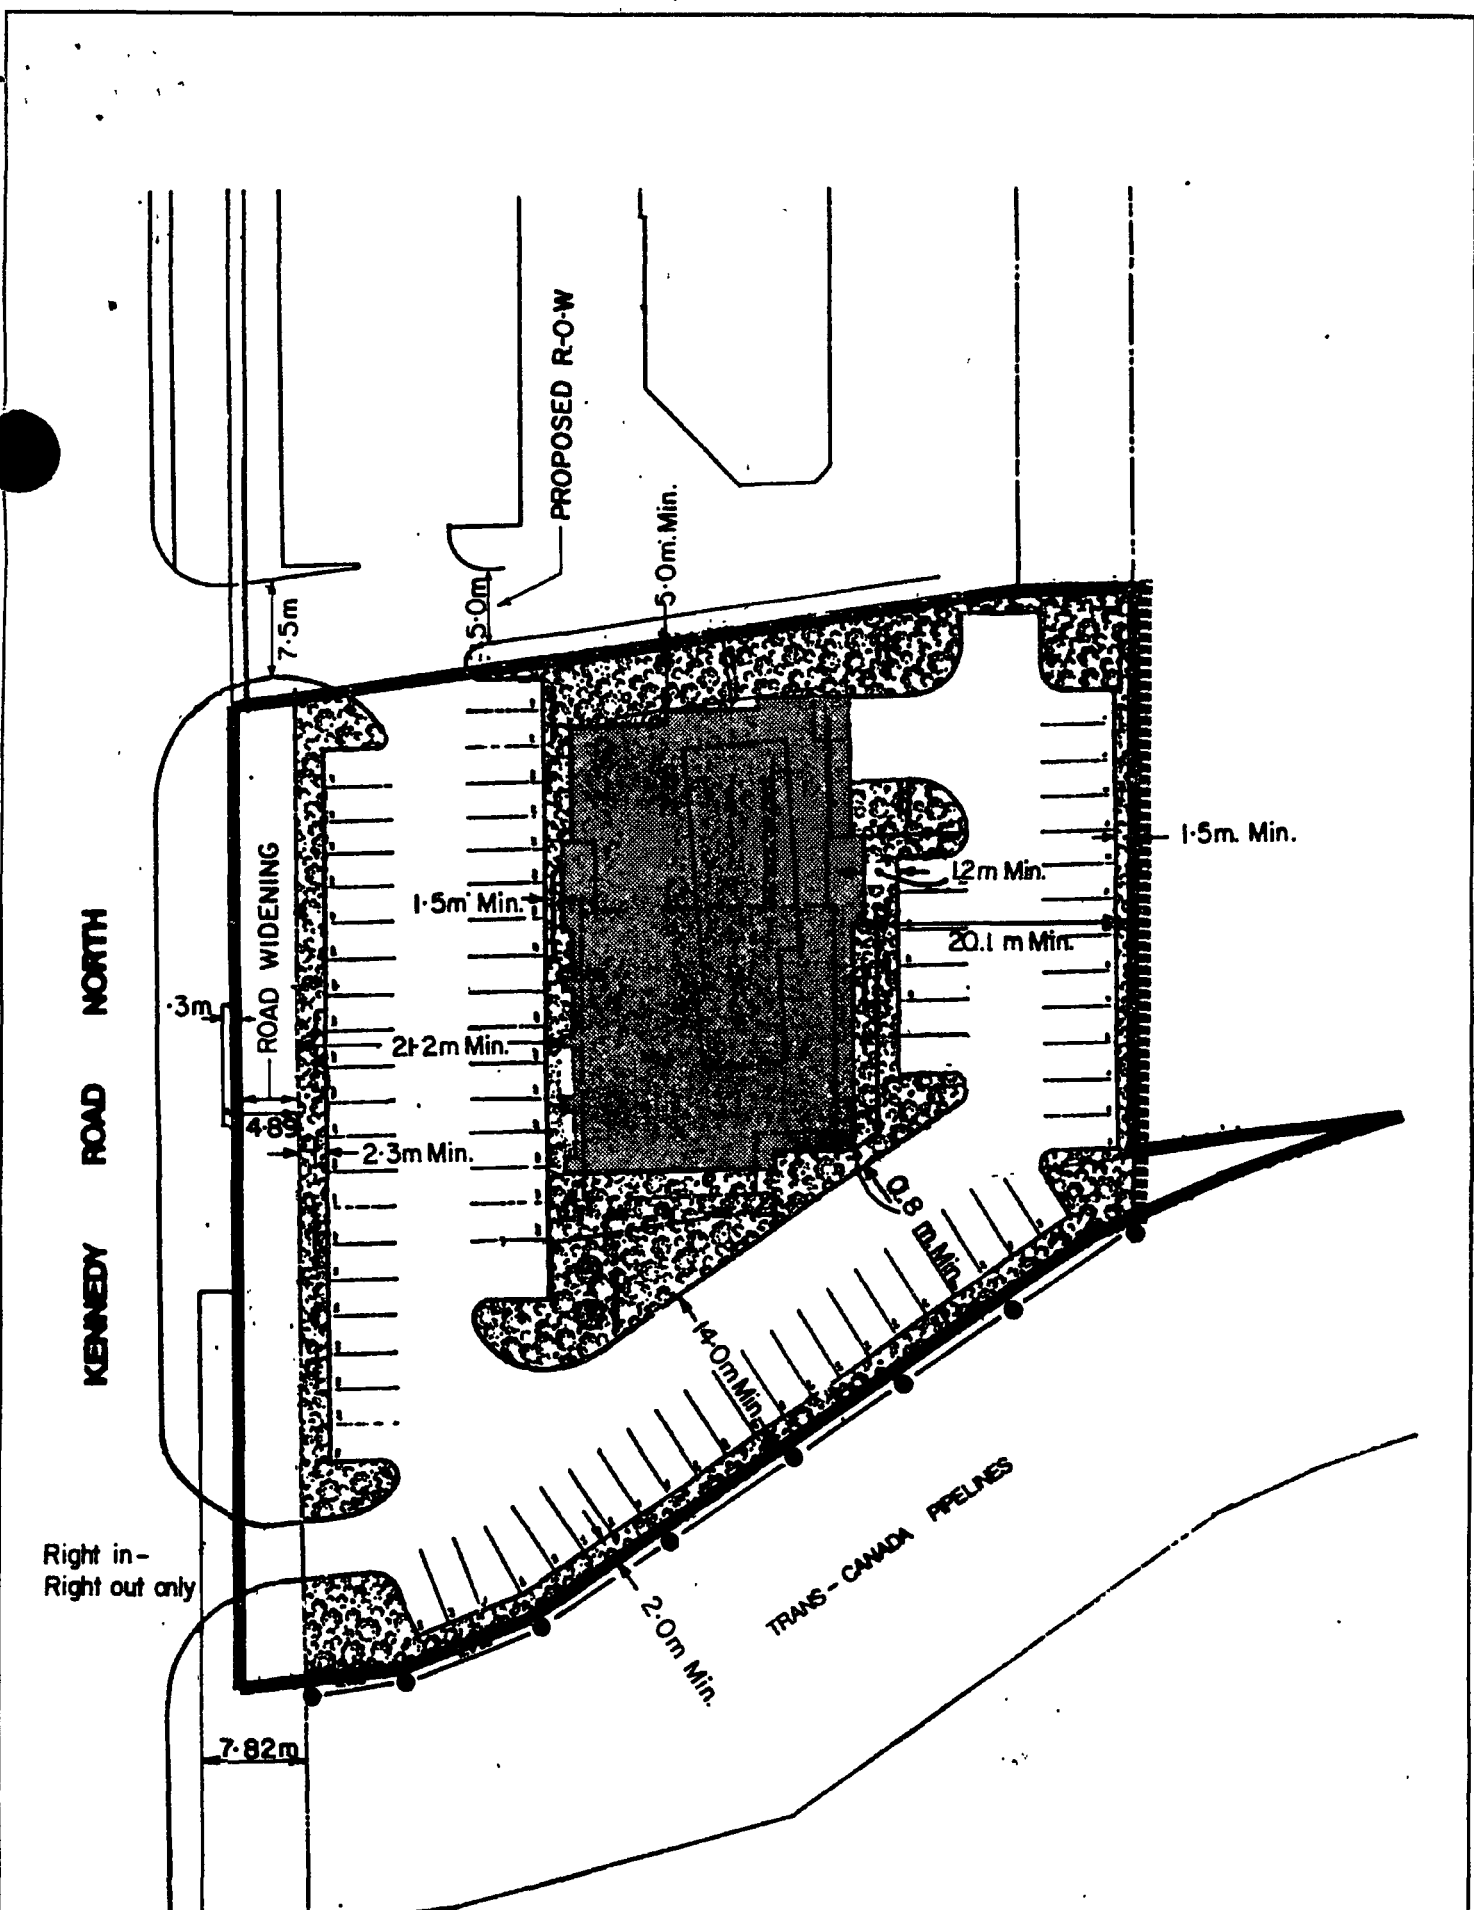 PROPOSED R-O-W
5·0m. Min.
7·5m
5·0m
1·5m. Min.
1·2m Min.
1·5m Min.
20.1 m Min.
ROAD WIDENING
·3m
21·2m Min.
4·89
2·3m Min.
KENNEDY ROAD NORTH
0.8 m Min.
14·0m Min.
Right in-
Right out only
TRANS-CANADA PIPELINES
2·0m Min.
7·82m